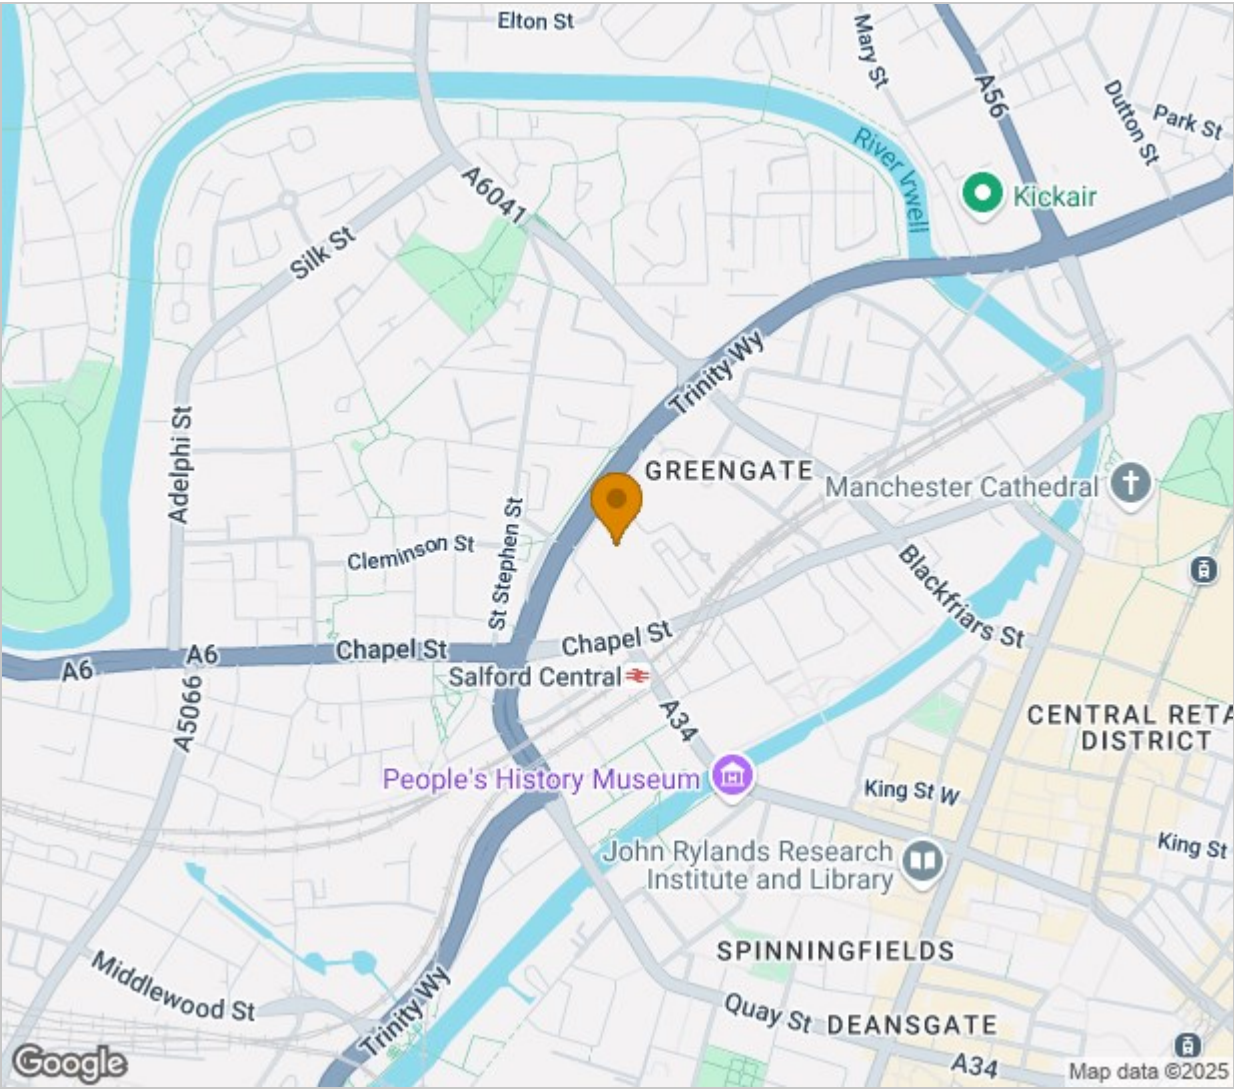 Elton St
Mary St
A56
Dutton St
Park St
River Irwell
Kickair
A6041
Silk St
Trinity Wy
GREENGATE
Manchester Cathedral
Adelphi St
Cleminson St
St Stephen St
Blackfriars St
Chapel St
Chapel St
A6
A6
Salford Central
A5066
A34
CENTRAL RETA
DISTRICT
People's History Museum
King St W
King St
John Rylands Research
Institute and Library
SPINNINGFIELDS
Middlewood St
Trinity Wy
Quay St
DEANSGATE
A34
Google
Map data ©2025